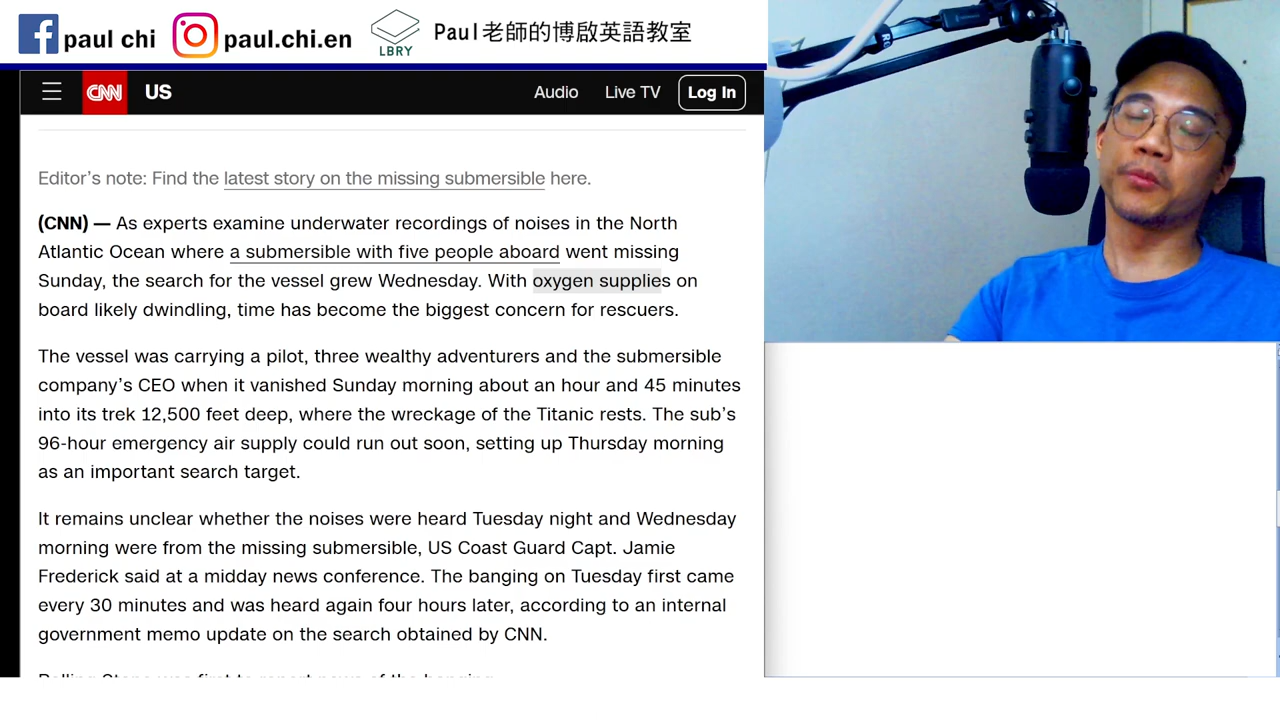 paul chi
paul.chi.en
LBRY
Paul老師的博啟英語教室
CNN
US
Audio
Live TV
Log In
Editor's note: Find the latest story on the missing submersible here.
(CNN) — As experts examine underwater recordings of noises in the North
Atlantic Ocean where a submersible with five people aboard went missing
Sunday, the search for the vessel grew Wednesday. With oxygen supplies on
board likely dwindling, time has become the biggest concern for rescuers.
The vessel was carrying a pilot, three wealthy adventurers and the submersible
company's CEO when it vanished Sunday morning about an hour and 45 minutes
into its trek 12,500 feet deep, where the wreckage of the Titanic rests. The sub's
96-hour emergency air supply could run out soon, setting up Thursday morning
as an important search target.
It remains unclear whether the noises were heard Tuesday night and Wednesday
morning were from the missing submersible, US Coast Guard Capt. Jamie
Frederick said at a midday news conference. The banging on Tuesday first came
every 30 minutes and was heard again four hours later, according to an internal
government memo update on the search obtained by CNN.
Rolling Stone was first to report news of the banging.